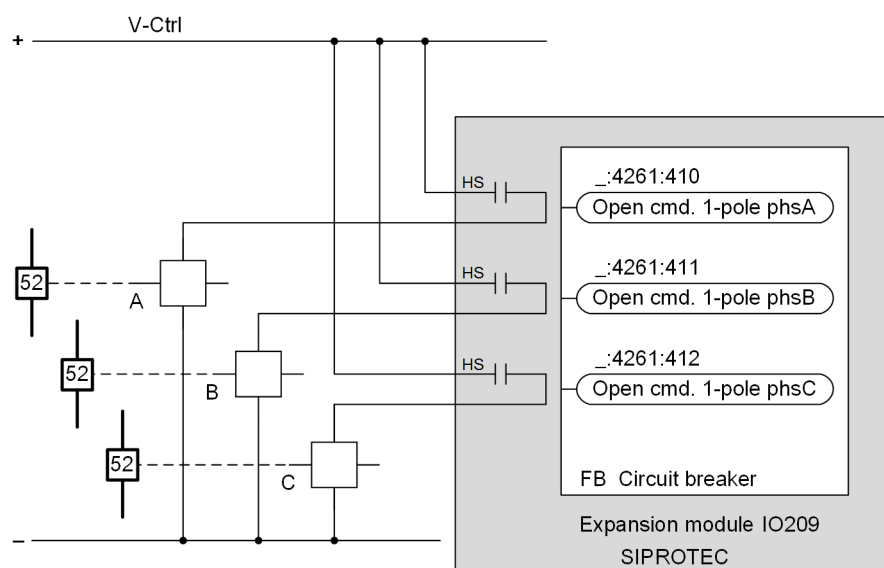 V-Ctrl
+
HS
_:4261:410
Open cmd. 1-pole phsA
52
A
HS
_:4261:411
Open cmd. 1-pole phsB
52
B
HS
_:4261:412
Open cmd. 1-pole phsC
52
C
FB Circuit breaker
–
Expansion module IO209
SIPROTEC